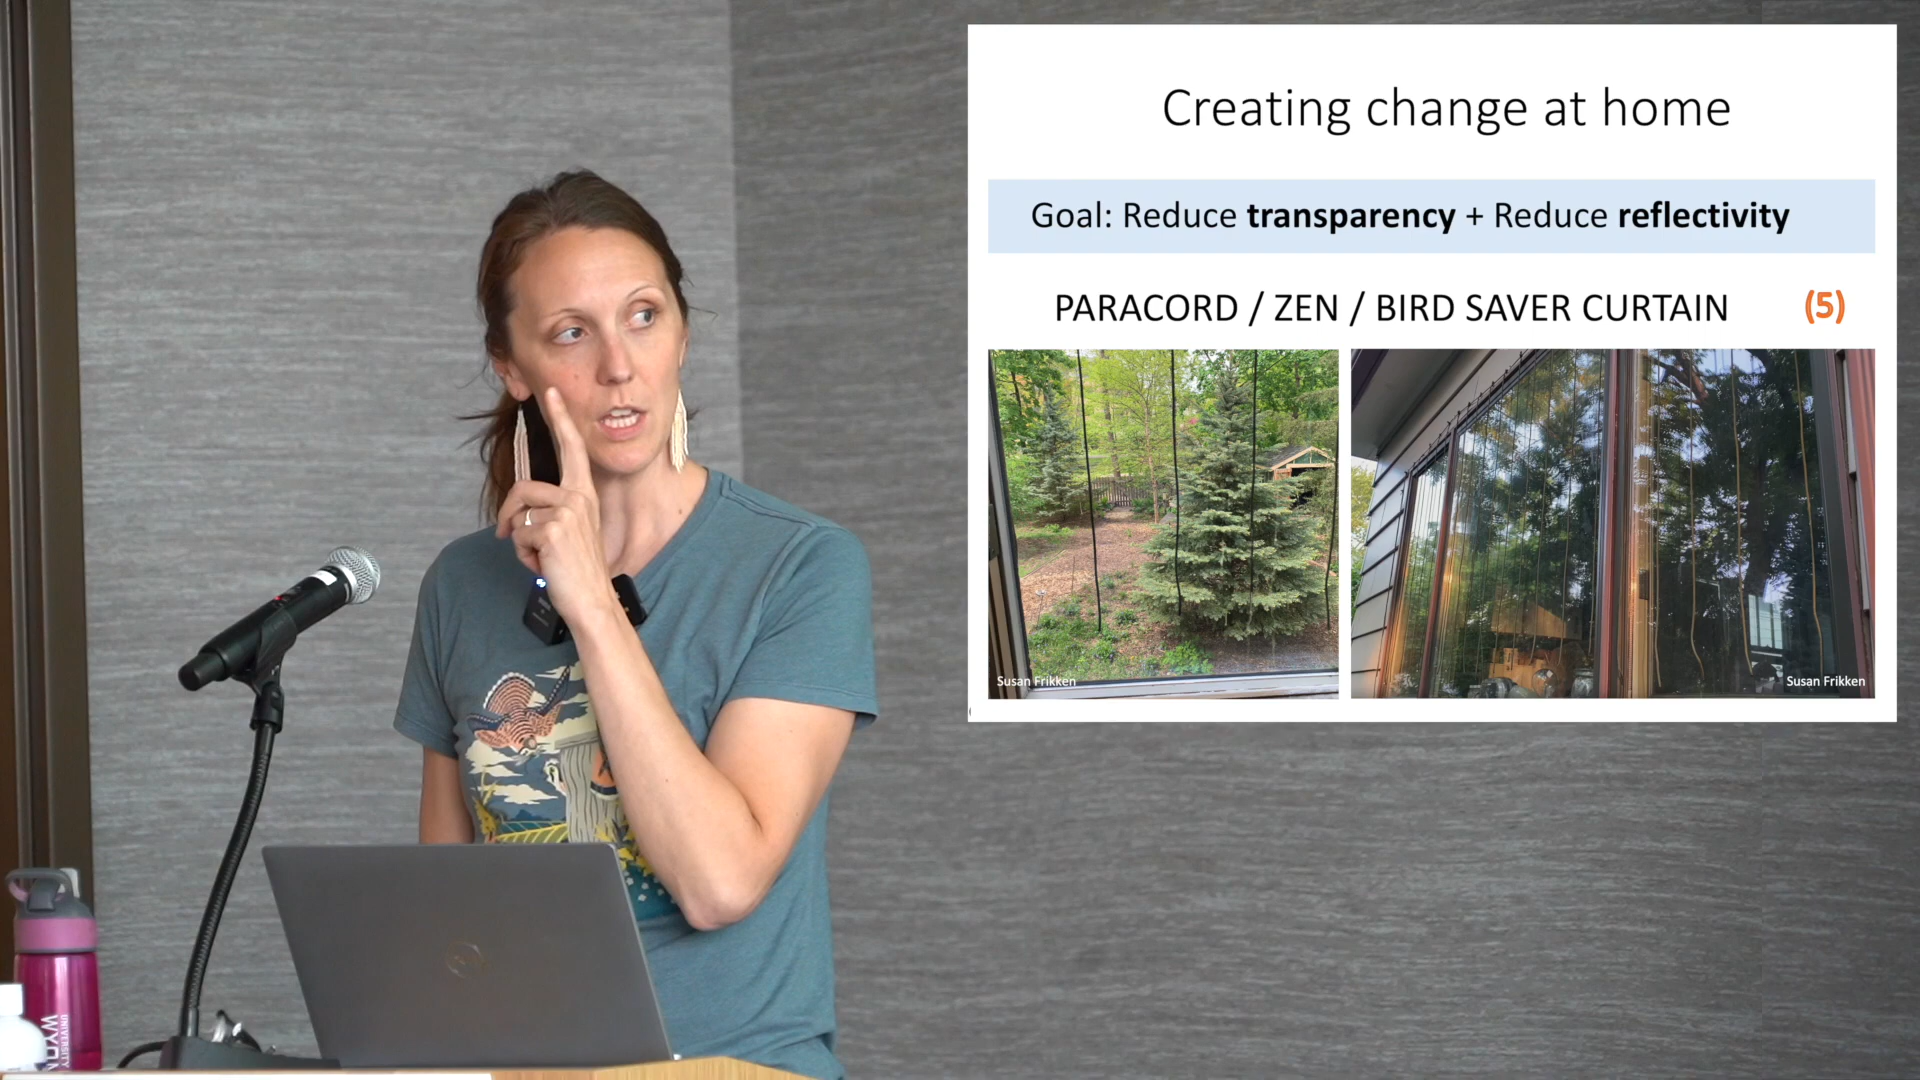 Creating change at home
Goal: Reduce transparency + Reduce reflectivity
PARACORD / ZEN / BIRD SAVER CURTAIN (5)
Susan Frikken
Susan Frikken
UNIVERSITY